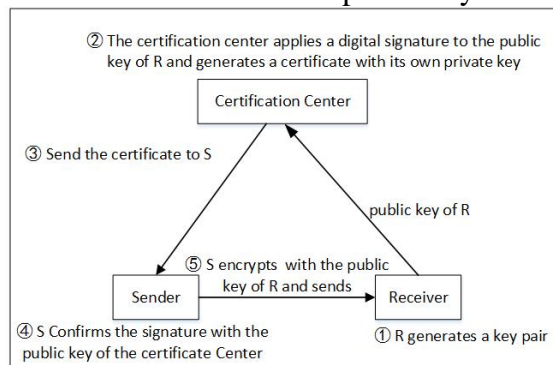 ② The certification center applies a digital signature to the public
key of R and generates a certificate with its own private key
Certification Center
③ Send the certificate to S
public key of R
⑤ S encrypts with the public
key of R and sends
Sender
Receiver
④ S Confirms the signature with the
public key of the certificate Center
① R generates a key pair